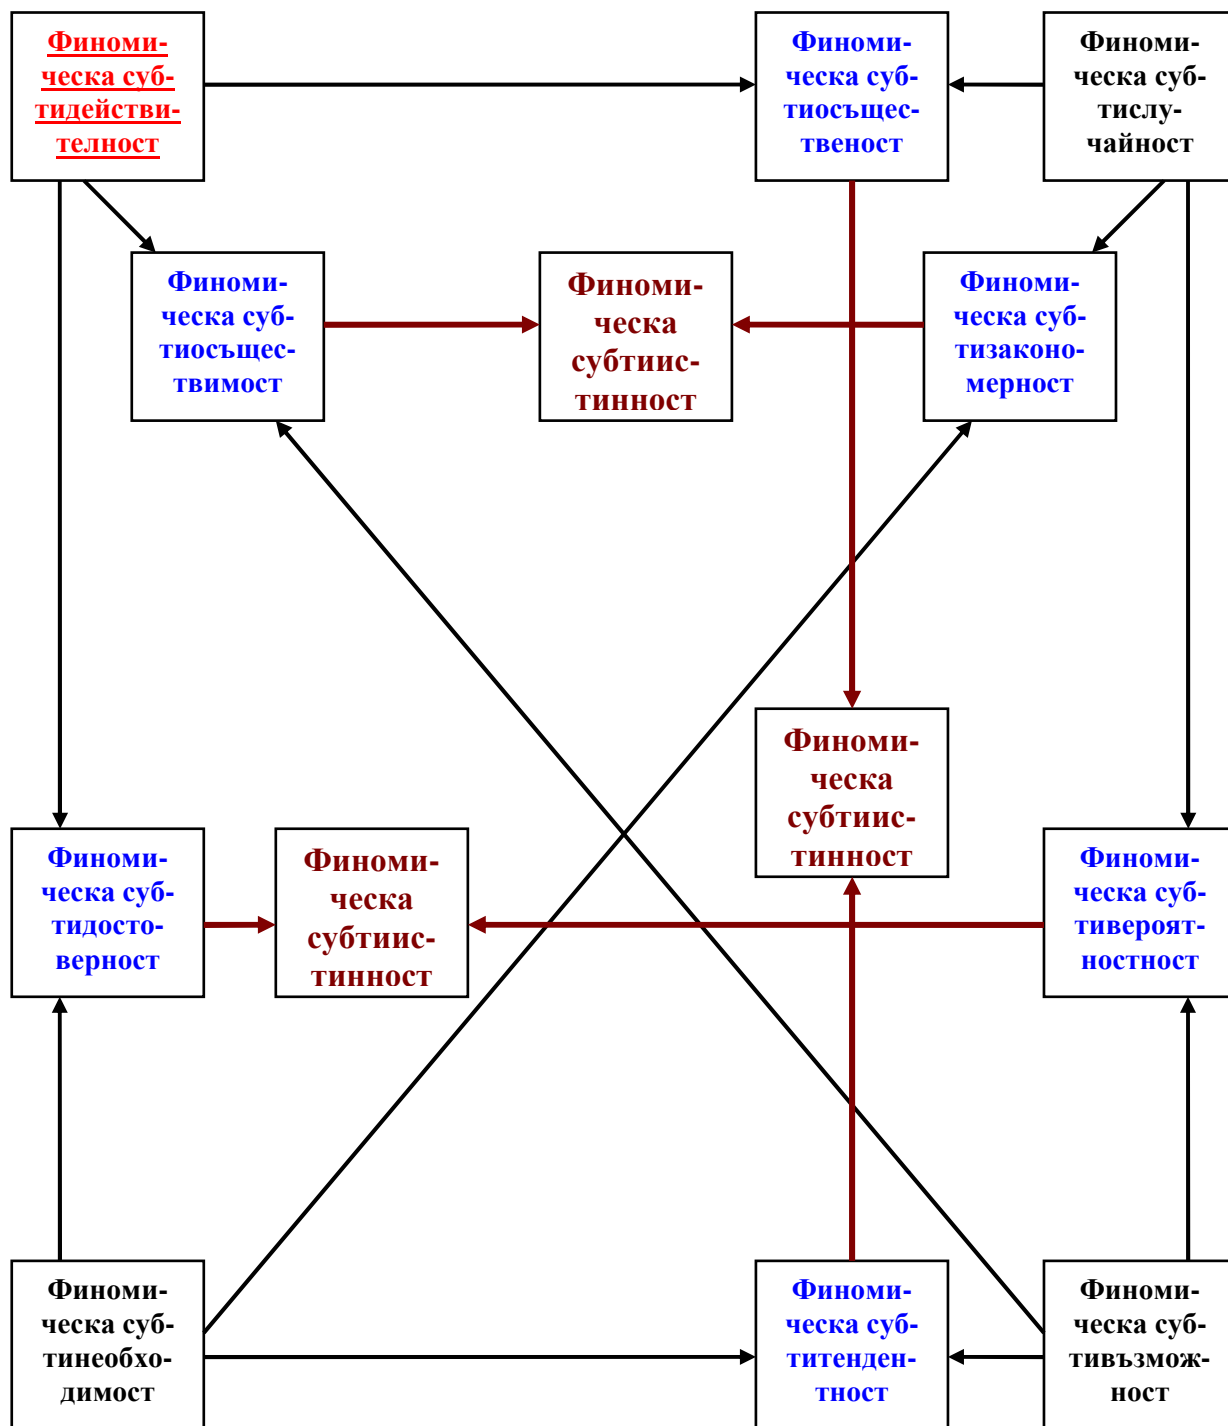 Финоми-
ческа суб-
тидействи-
телност
Финоми-
ческа суб-
тиосъщес-
твеност
Финоми-
ческа суб-
тислу-
чайност
Финоми-
ческа суб-
тиосъщес-
твимост
Финоми-
ческа
субтиис-
тинност
Финоми-
ческа суб-
тизаконо-
мерност
Финоми-
ческа
субтиис-
тинност
Финоми-
ческа суб-
тидосто-
верност
Финоми-
ческа
субтиис-
тинност
Финоми-
ческа суб-
тивероят-
ностност
Финоми-
ческа суб-
тинеобхо-
димост
Финоми-
ческа суб-
титенден-
тност
Финоми-
ческа суб-
тивъзмож-
ност